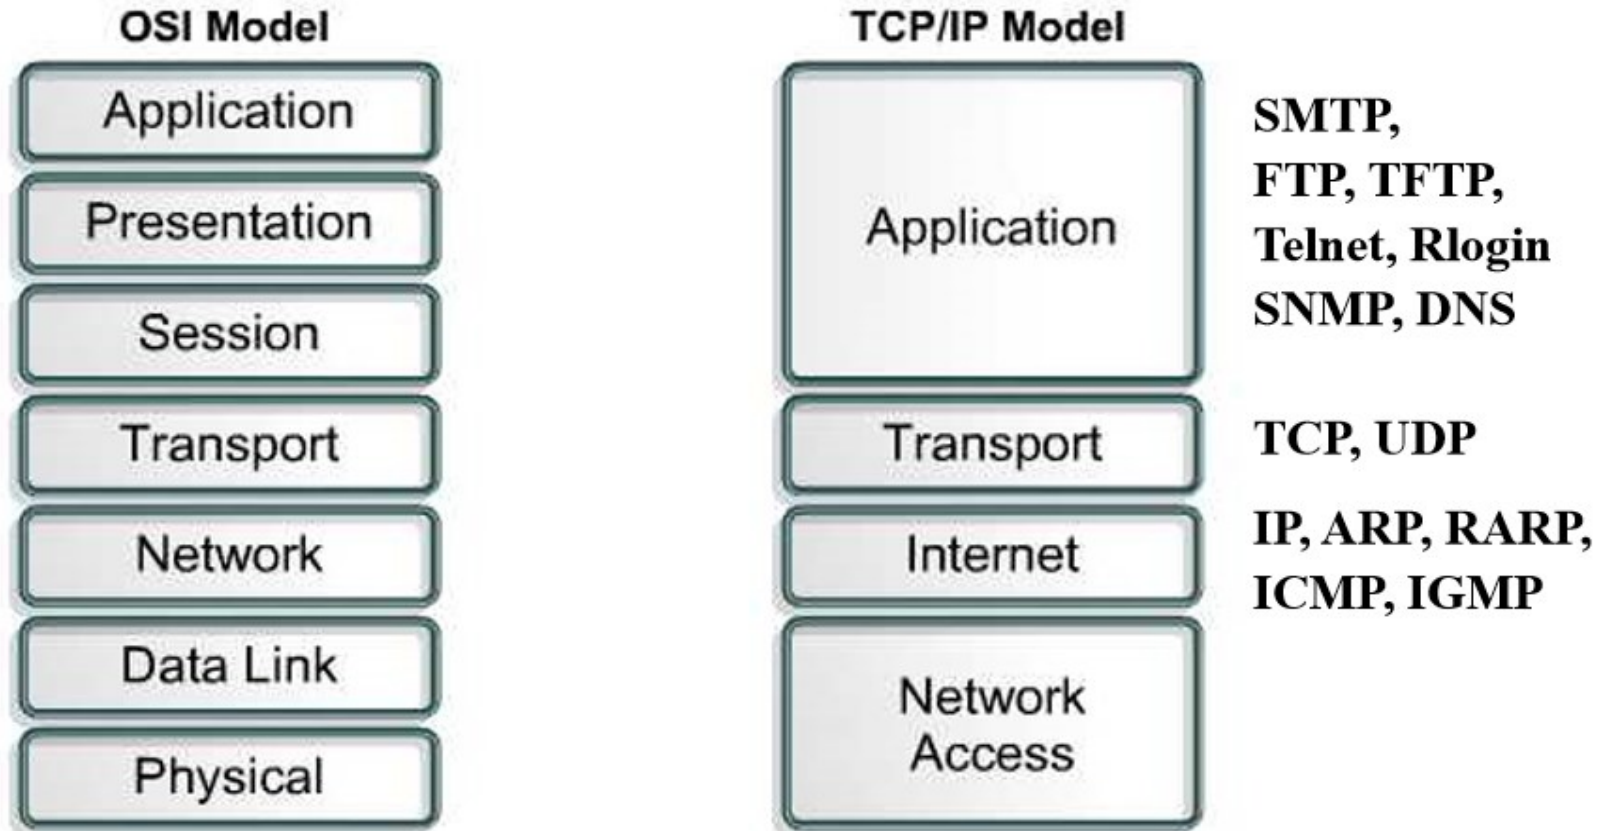 OSI Model
Application
Presentation
Session
Transport
Network
Data Link
Physical
TCP/IP Model
Application
Transport
Internet
Network
Access
SMTP,
FTP, TFTP,
Telnet, Rlogin
SNMP, DNS
TCP, UDP
IP, ARP, RARP,
ICMP, IGMP